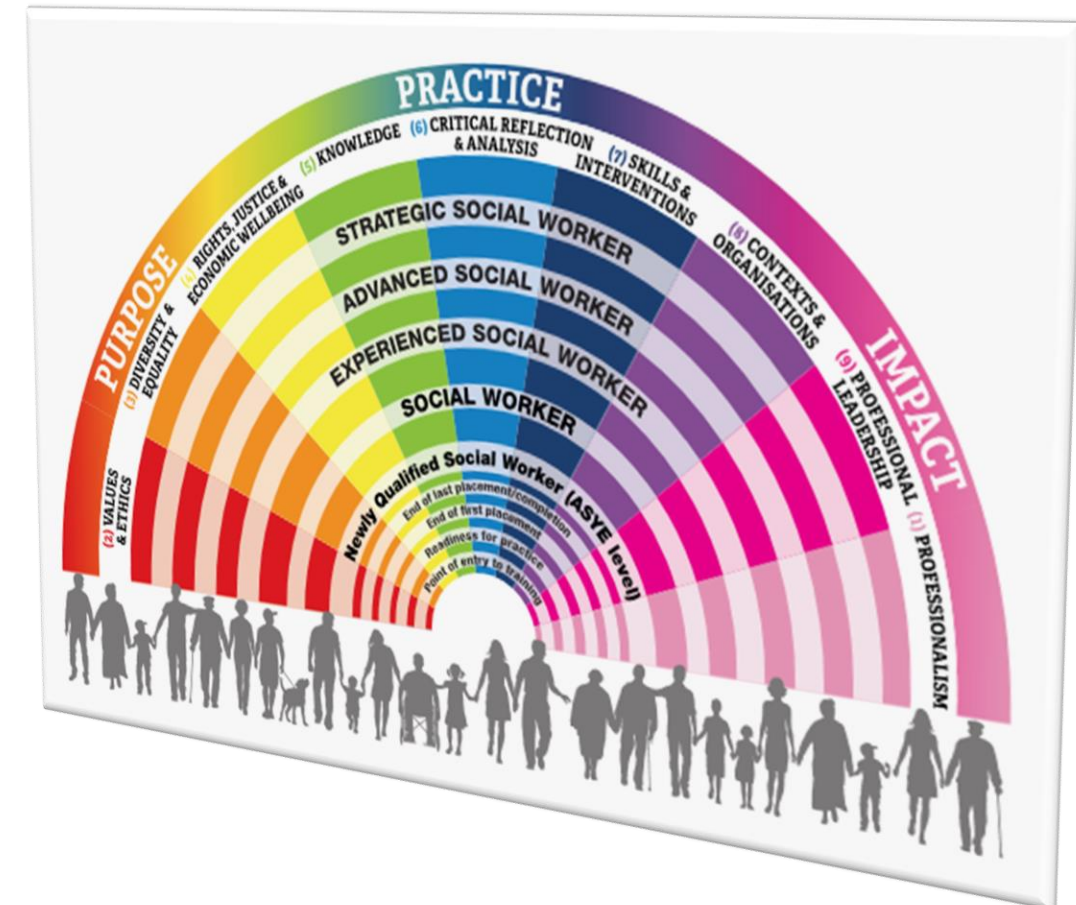 PURPOSE
PRACTICE
IMPACT
(2) VALUES
& ETHICS
(3) DIVERSITY &
EQUALITY
(4) RIGHTS, JUSTICE &
ECONOMIC WELLBEING
(5) KNOWLEDGE
(6) CRITICAL REFLECTION
& ANALYSIS
(7) SKILLS &
INTERVENTIONS
(8) CONTEXTS &
ORGANISATIONS
(9) PROFESSIONAL
LEADERSHIP
(1) PROFESSIONALISM
STRATEGIC SOCIAL WORKER
ADVANCED SOCIAL WORKER
EXPERIENCED SOCIAL WORKER
SOCIAL WORKER
Newly Qualified Social Worker (ASYE level)
End of last placement/completion
End of first placement
Readiness for practice
Point of entry to training